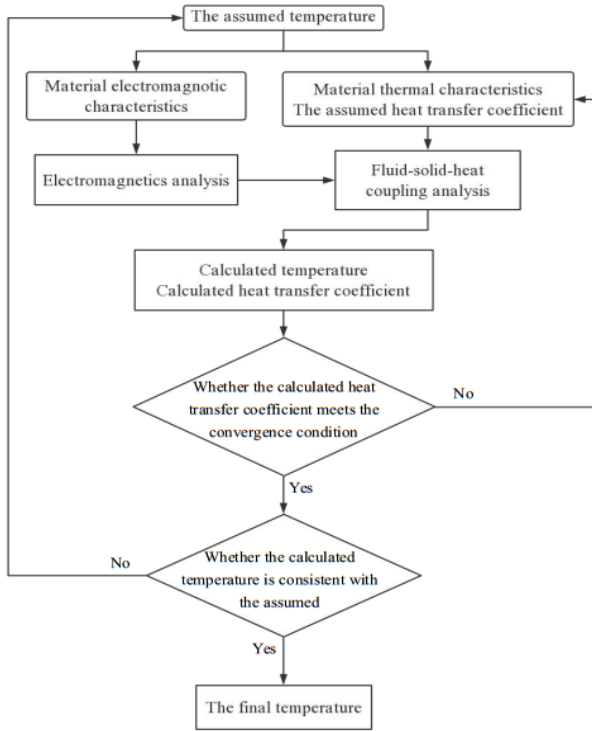 The assumed temperature
Material electromagnotic
characteristics
Material thermal characteristics
The assumed heat transfer coefficient
Electromagnetics analysis
Fluid-solid-heat
coupling analysis
Calculated temperature
Calculated heat transfer coefficient
Whether the calculated heat
transfer coefficient meets the
convergence condition
No
Yes
No
Whether the calculated
temperature is consistent with
the assumed
Yes
The final temperature